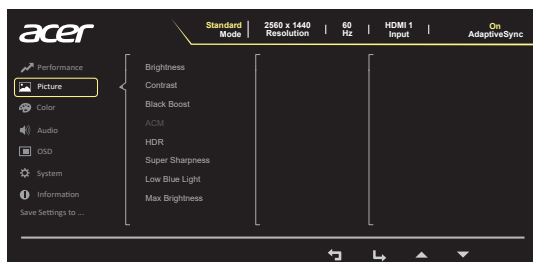 acer
Standard Mode
2560 x 1440 Resolution
60 Hz
HDMI 1 Input
On AdaptiveSync
Performance
Picture
Color
Audio
OSD
System
Information
Save Settings to ...
Brightness
Contrast
Black Boost
ACM
HDR
Super Sharpness
Low Blue Light
Max Brightness